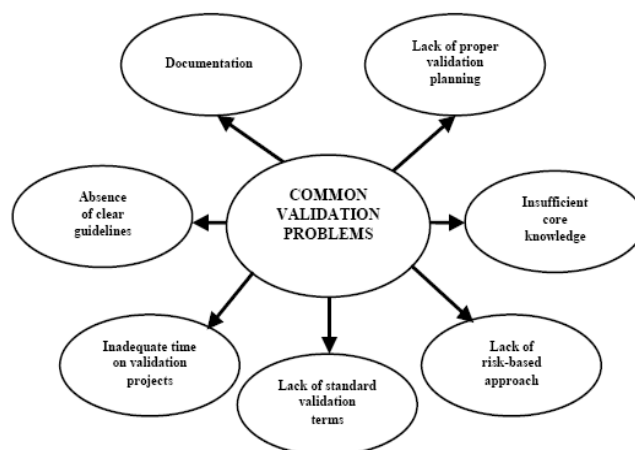 Documentation
Lack of proper
validation
planning
COMMON
VALIDATION
PROBLEMS
Absence
of clear
guidelines
Insufficient
core
knowledge
Inadequate time
on validation
projects
Lack of standard
validation
terms
Lack of
risk-based
approach